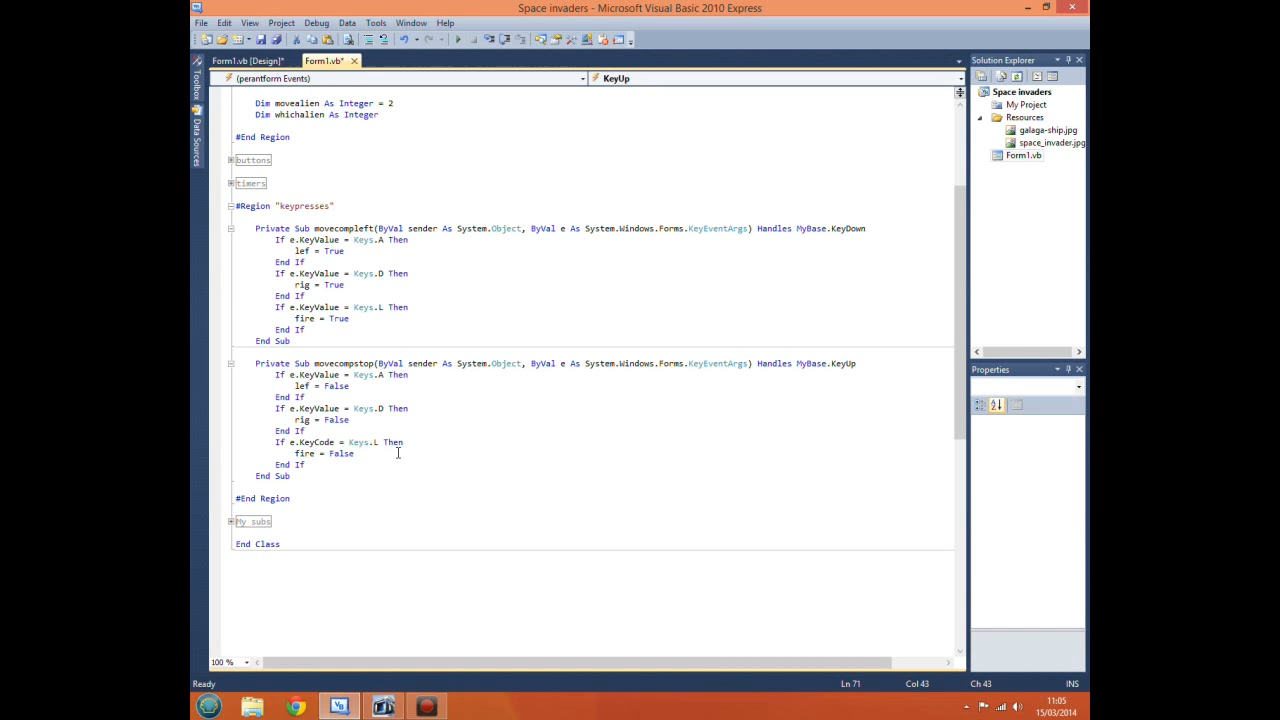 Space invaders - Microsoft Visual Basic 2010 Express
File Edit View Project Debug Data Tools Window Help
Form1.vb [Design]* Form1.vb*
Solution Explorer
Toolbox
Data Sources
(perantform Events) KeyUp
Space invaders
My Project
Resources
galaga-ship.jpg
space_invader.jpg
Form1.vb
Properties
Dim movealien As Integer = 2
Dim whichalien As Integer
#End Region
buttons
timers
#Region "keypresses"
Private Sub movecompleft(ByVal sender As System.Object, ByVal e As System.Windows.Forms.KeyEventArgs) Handles MyBase.KeyDown
If e.KeyValue = Keys.A Then
lef = True
End If
If e.KeyValue = Keys.D Then
rig = True
End If
If e.KeyValue = Keys.L Then
fire = True
End If
End Sub
Private Sub movecompstop(ByVal sender As System.Object, ByVal e As System.Windows.Forms.KeyEventArgs) Handles MyBase.KeyUp
If e.KeyValue = Keys.A Then
lef = False
End If
If e.KeyValue = Keys.D Then
rig = False
End If
If e.KeyCode = Keys.L Then
fire = False
End If
End Sub
#End Region
My subs
End Class
100 %
Ready Ln 71 Col 43 Ch 43 INS
11:05
15/03/2014